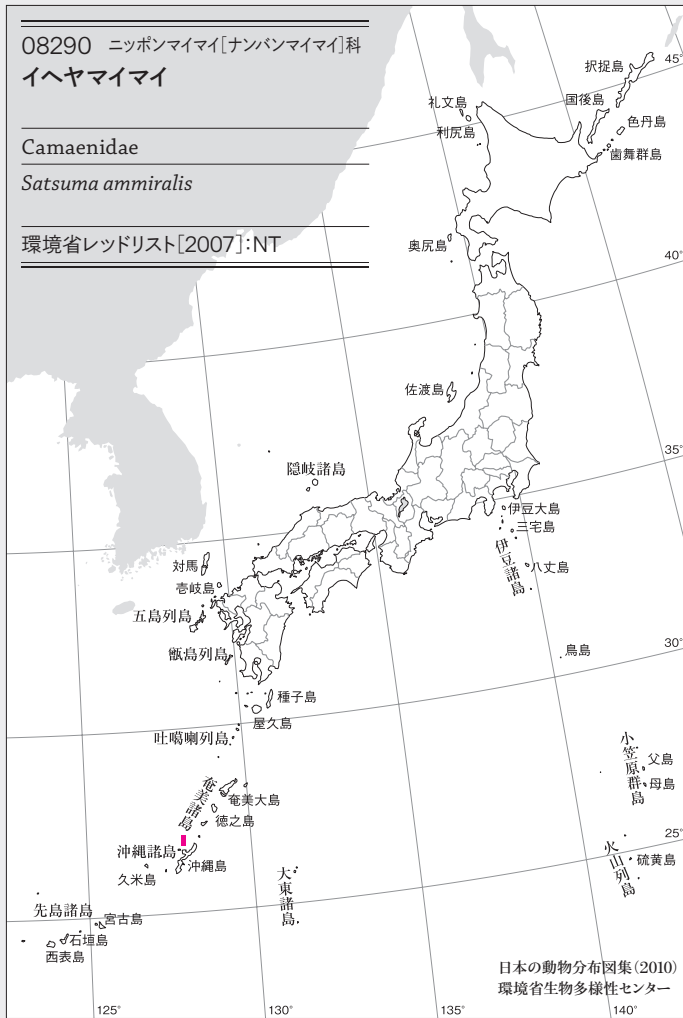 08290 ニッポンマイマイ[ナンバンマイマイ]科
イヘヤマイマイ
Camaenidae
Satsuma ammiralis
環境省レッドリスト[2007]:NT
択捉島
45°
礼文島
国後島
色丹島
利尻島
歯舞群島
奥尻島
40°
佐渡島
35°
隠岐諸島
伊豆大島
三宅島
伊豆諸島
八丈島
対馬
壱岐島
五島列島
甑島列島
鳥島
30°
種子島
屋久島
吐噶喇列島
小笠原群島
父島
母島
奄美諸島
奄美大島
徳之島
25°
沖縄諸島
沖縄島
久米島
大東諸島
火山列島
硫黄島
先島諸島
宮古島
石垣島
西表島
日本の動物分布図集(2010)
環境省生物多様性センター
125°
130°
135°
140°